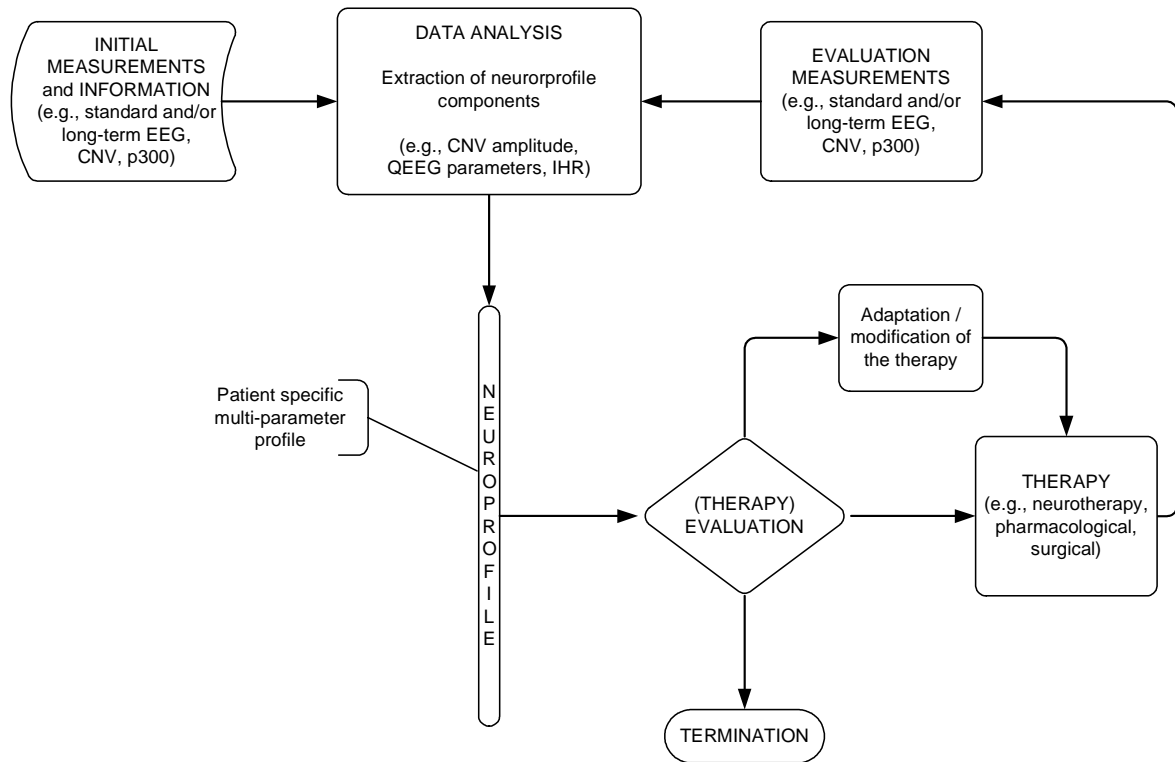 INITIAL
MEASUREMENTS
and INFORMATION
(e.g., standard and/or
long-term EEG,
CNV, p300)
DATA ANALYSIS
Extraction of neurorprofile
components
(e.g., CNV amplitude,
QEEG parameters, IHR)
EVALUATION
MEASUREMENTS
(e.g., standard and/or
long-term EEG,
CNV, p300)
Adaptation /
modification of
the therapy
Patient specific
multi-parameter
profile
NEUROPROFILE
(THERAPY)
EVALUATION
THERAPY
(e.g., neurotherapy,
pharmacological,
surgical)
TERMINATION